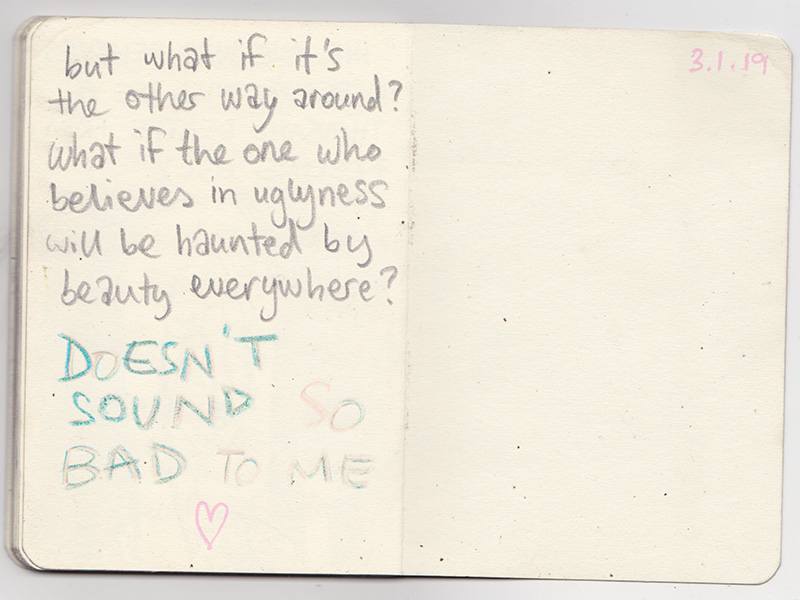 but what if it's
the other way around?
what if the one who
believes in uglyness
will be haunted by
beauty everywhere?
DOESN'T
SOUND SO
BAD TO ME
3.1.19